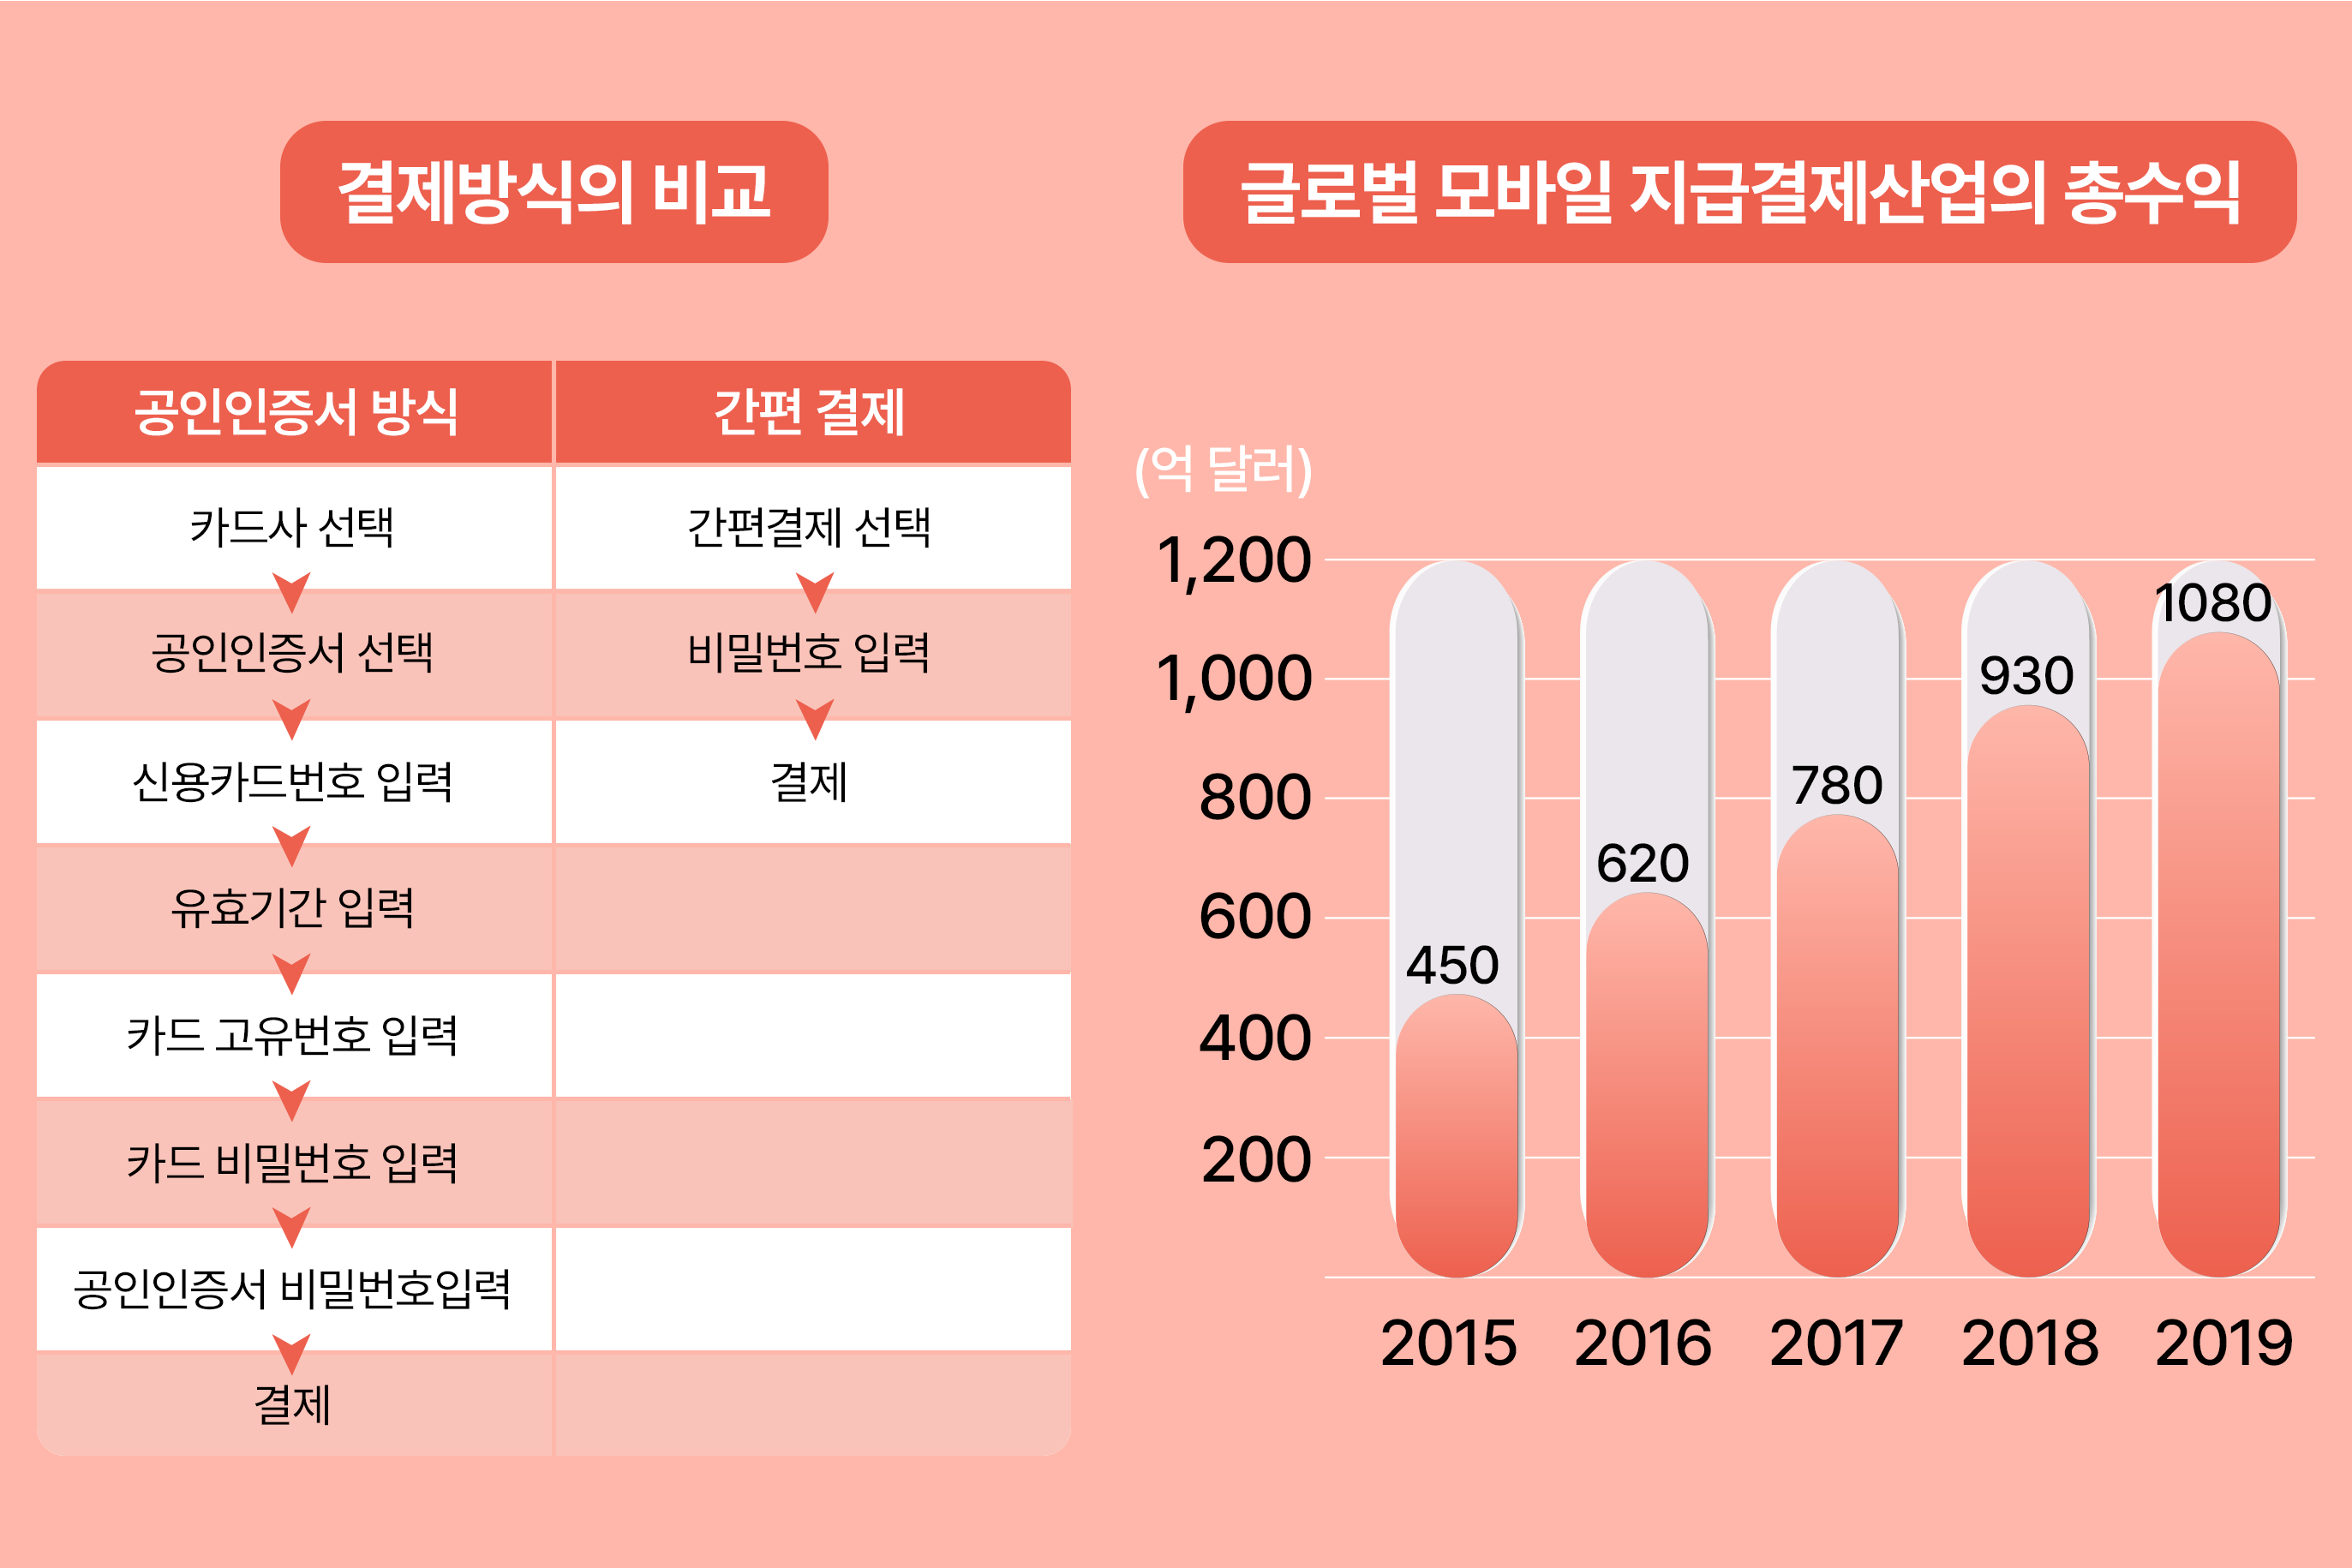 결제방식의 비교
공인인증서 방식
간편 결제
카드사 선택
간편결제 선택
공인인증서 선택
비밀번호 입력
신용카드번호 입력
결제
유효기간 입력
카드 고유번호 입력
카드 비밀번호 입력
공인인증서 비밀번호입력
결제
글로벌 모바일 지급결제산업의 총수익
(억 달러)
1,200
1,000
800
600
400
200
450
620
780
930
1080
2015
2016
2017
2018
2019